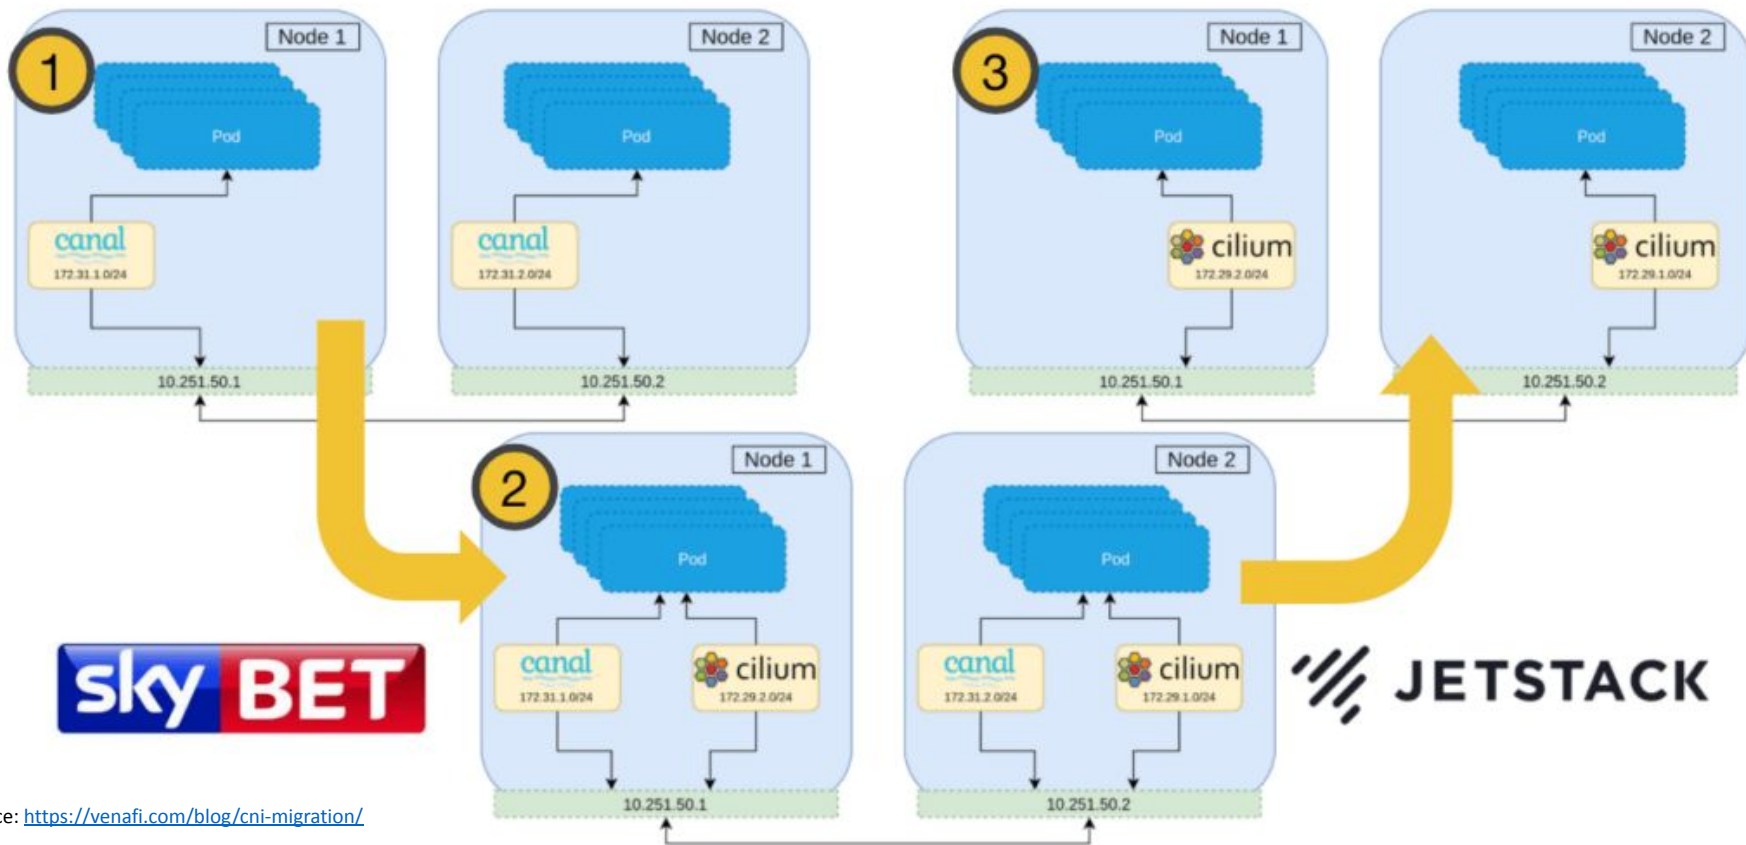 1
Node 1
Pod
canal
172.31.1.0/24
10.251.50.1
Node 2
Pod
canal
172.31.2.0/24
10.251.50.2
3
Node 1
Pod
cilium
172.29.2.0/24
10.251.50.1
Node 2
Pod
cilium
172.29.1.0/24
10.251.50.2
2
Node 1
Pod
canal
172.31.1.0/24
cilium
172.29.2.0/24
10.251.50.1
Node 2
Pod
canal
172.31.2.0/24
cilium
172.29.1.0/24
10.251.50.2
sky BET
JETSTACK
ce: https://venafi.com/blog/cni-migration/